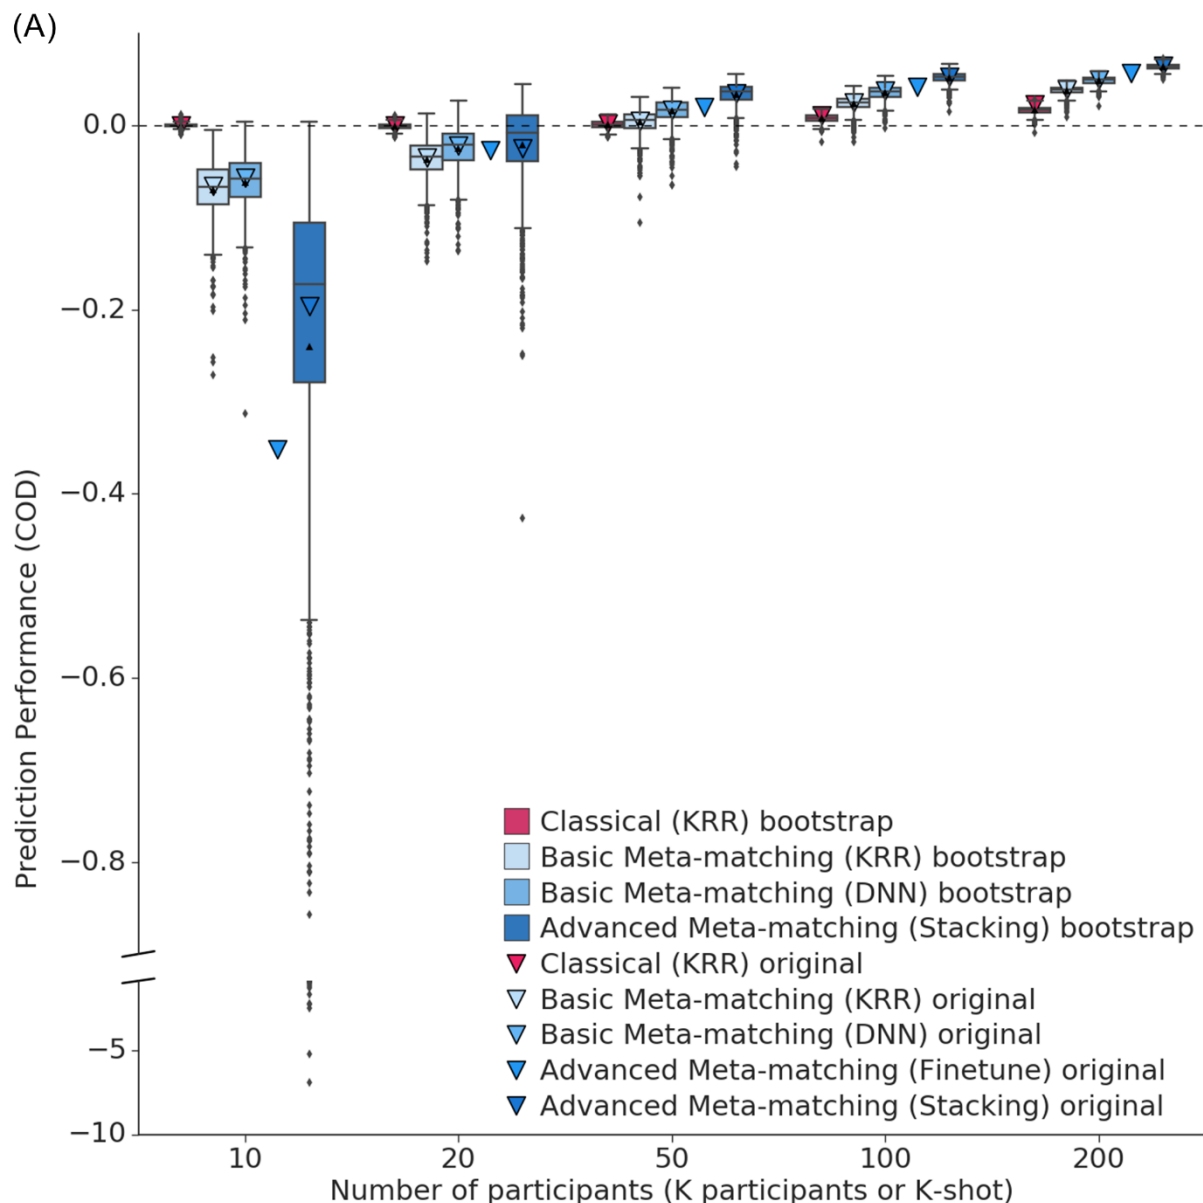 (A)
0.0
−0.2
−0.4
−0.6
−0.8
−5
−10
Prediction Performance (COD)
Classical (KRR) bootstrap
Basic Meta-matching (KRR) bootstrap
Basic Meta-matching (DNN) bootstrap
Advanced Meta-matching (Stacking) bootstrap
Classical (KRR) original
Basic Meta-matching (KRR) original
Basic Meta-matching (DNN) original
Advanced Meta-matching (Finetune) original
Advanced Meta-matching (Stacking) original
10 20 50 100 200
Number of participants (K participants or K-shot)